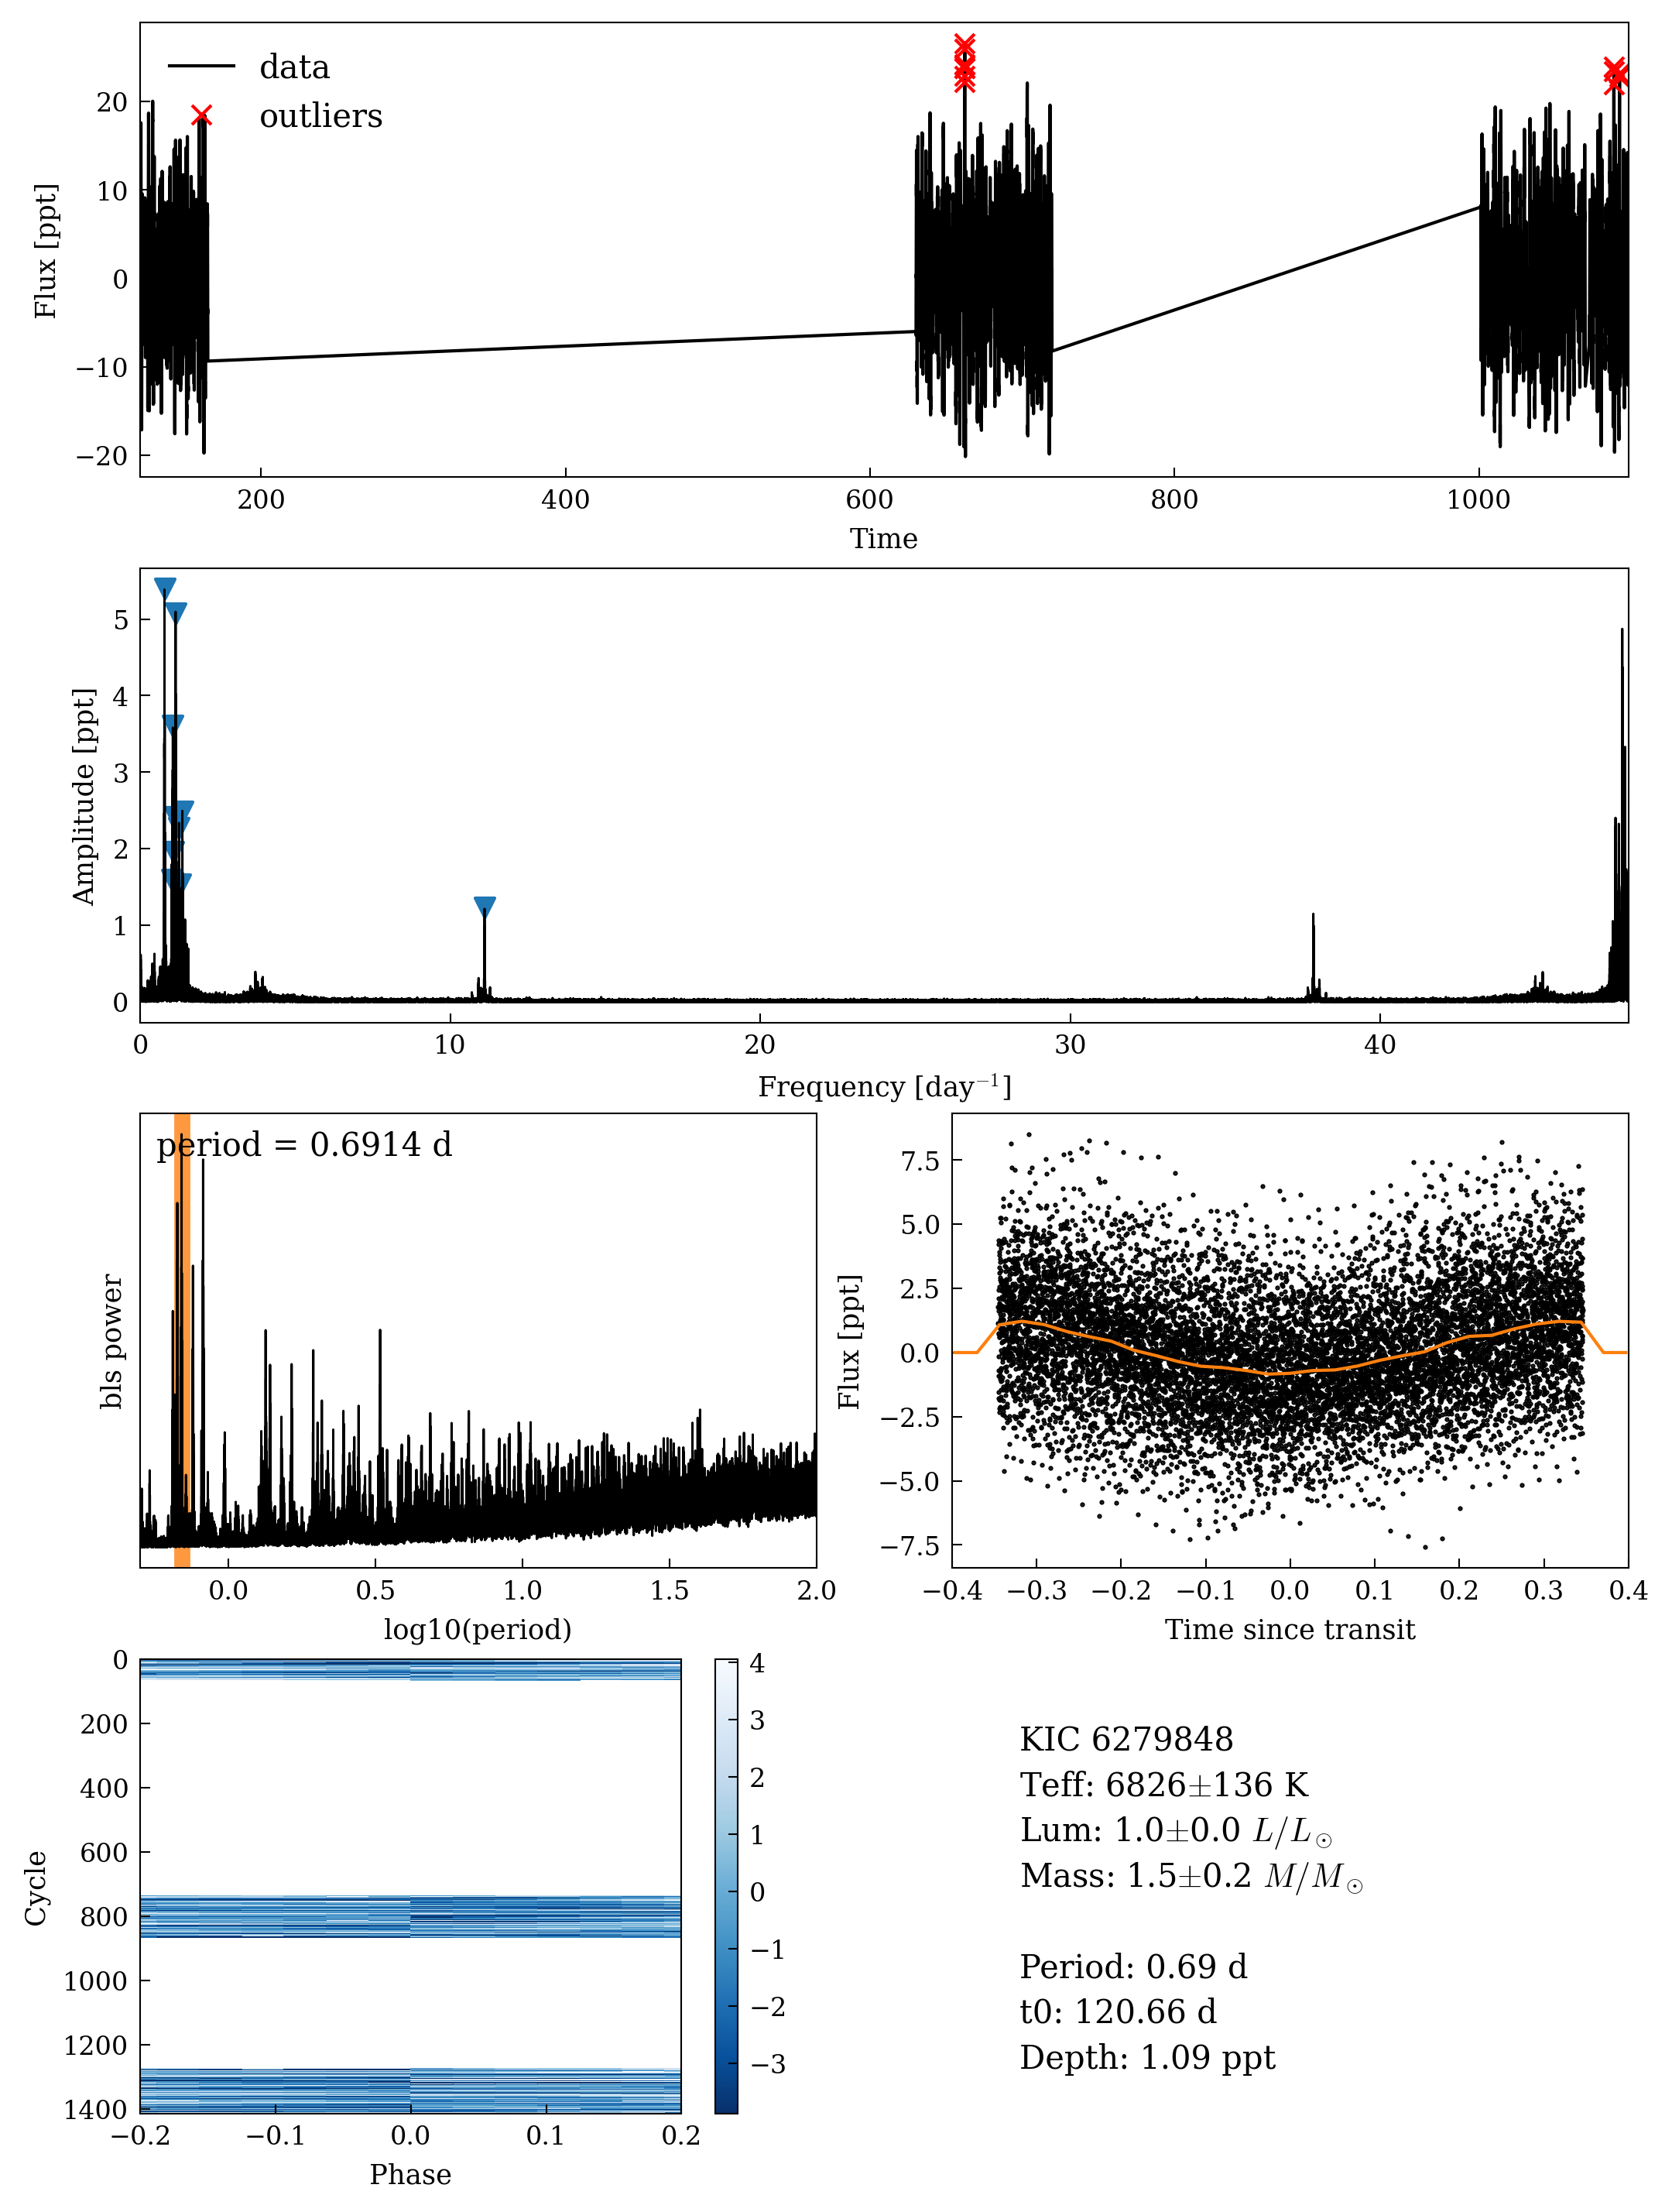 data
outliers
20
10
0
−10
−20
Flux [ppt]
200 400 600 800 1000
Time
5
4
3
2
1
0
Amplitude [ppt]
0 10 20 30 40
Frequency [day⁻¹]
period = 0.6914 d
bls power
0.0 0.5 1.0 1.5 2.0
log10(period)
7.5
5.0
2.5
0.0
−2.5
−5.0
−7.5
Flux [ppt]
−0.4 −0.3 −0.2 −0.1 0.0 0.1 0.2 0.3 0.4
Time since transit
0
200
400
600
800
1000
1200
1400
Cycle
−0.2 −0.1 0.0 0.1 0.2
Phase
4
3
2
1
0
−1
−2
−3
KIC 6279848
Teff: 6826±136 K
Lum: 1.0±0.0 L/L☉
Mass: 1.5±0.2 M/M☉
Period: 0.69 d
t0: 120.66 d
Depth: 1.09 ppt